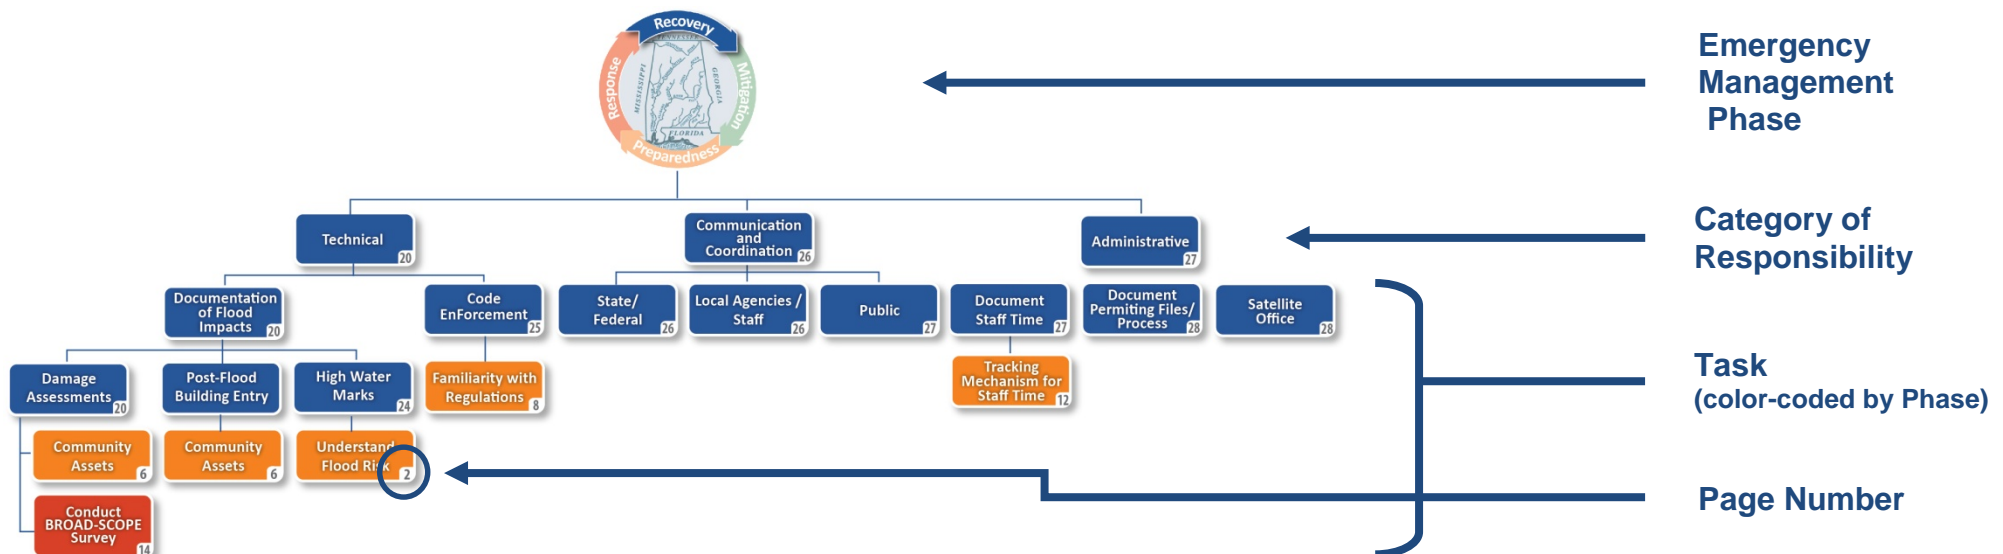 Recovery
TENNESSEE
Response
MISSISSIPPI
GEORGIA
Mitigation
FLORIDA
Preparedness
Emergency
Management
Phase
Technical
20
Communication
and
Coordination
26
Administrative
27
Category of
Responsibility
Documentation
of Flood
Impacts
20
Code
EnForcement
25
State/
Federal
26
Local Agencies /
Staff
26
Public
27
Document
Staff Time
27
Document
Permiting Files/
Process
28
Satellite
Office
28
Damage
Assessments
20
Post-Flood
Building Entry
High Water
Marks
24
Familiarity with
Regulations
8
Tracking
Mechanism for
Staff Time
12
Task
(color-coded by Phase)
Community
Assets
6
Community
Assets
6
Understand
Flood Risk
2
Page Number
Conduct
BROAD-SCOPE
Survey
14